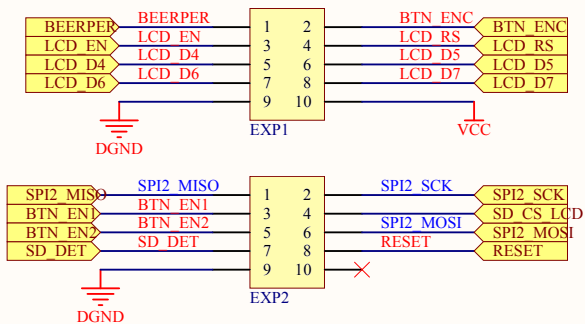 BEERPER BEERPER 1 2 BTN_ENC BTN_ENC
LCD_EN LCD_EN 3 4 LCD_RS LCD_RS
LCD_D4 LCD_D4 5 6 LCD_D5 LCD_D5
LCD_D6 LCD_D6 7 8 LCD_D7 LCD_D7
9 10
EXP1
DGND
VCC
SPI2_MISO SPI2_MISO 1 2 SPI2_SCK SPI2_SCK
BTN_EN1 BTN_EN1 3 4 SD_CS_LCD
BTN_EN2 BTN_EN2 5 6 SPI2_MOSI SPI2_MOSI
SD_DET SD_DET 7 8 RESET RESET
9 10
EXP2
DGND